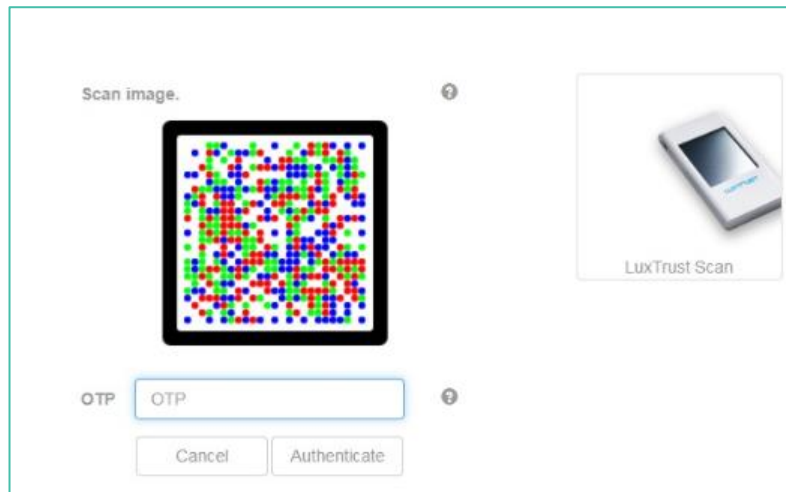 Scan image.
LuxTrust Scan
OTP
OTP
Cancel
Authenticate